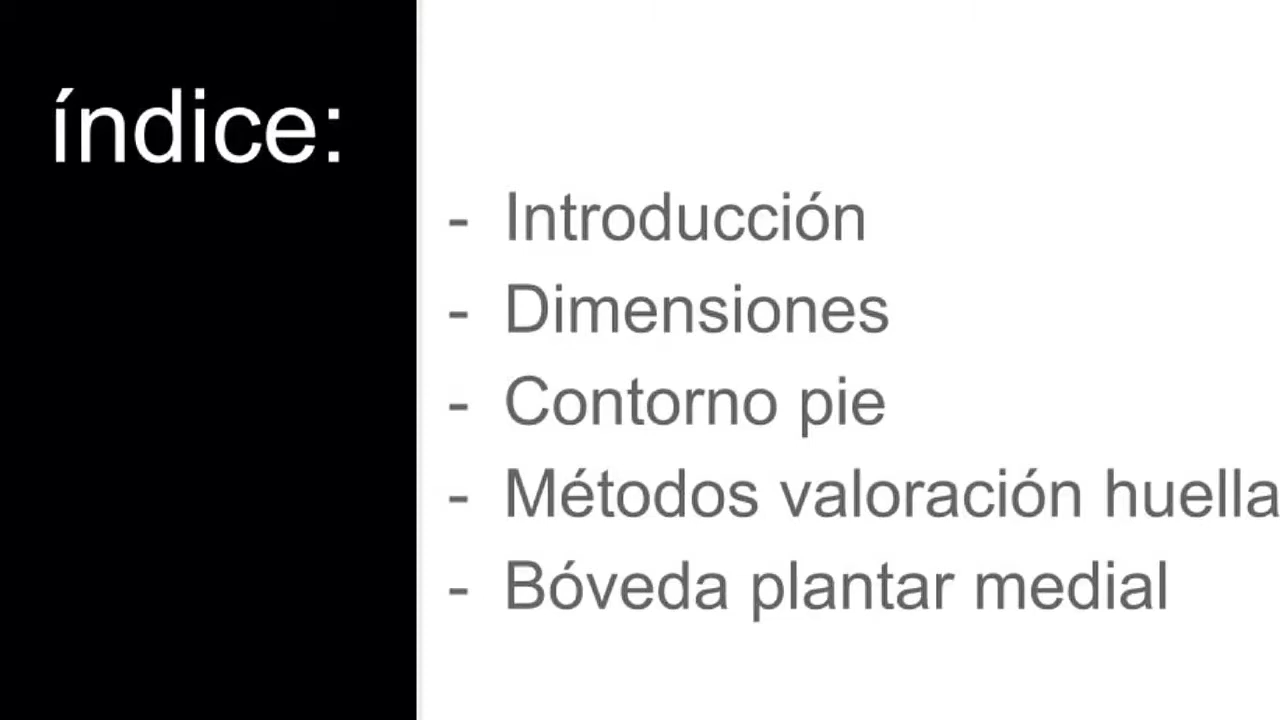 índice:
- Introducción
- Dimensiones
- Contorno pie
- Métodos valoración huella
- Bóveda plantar medial